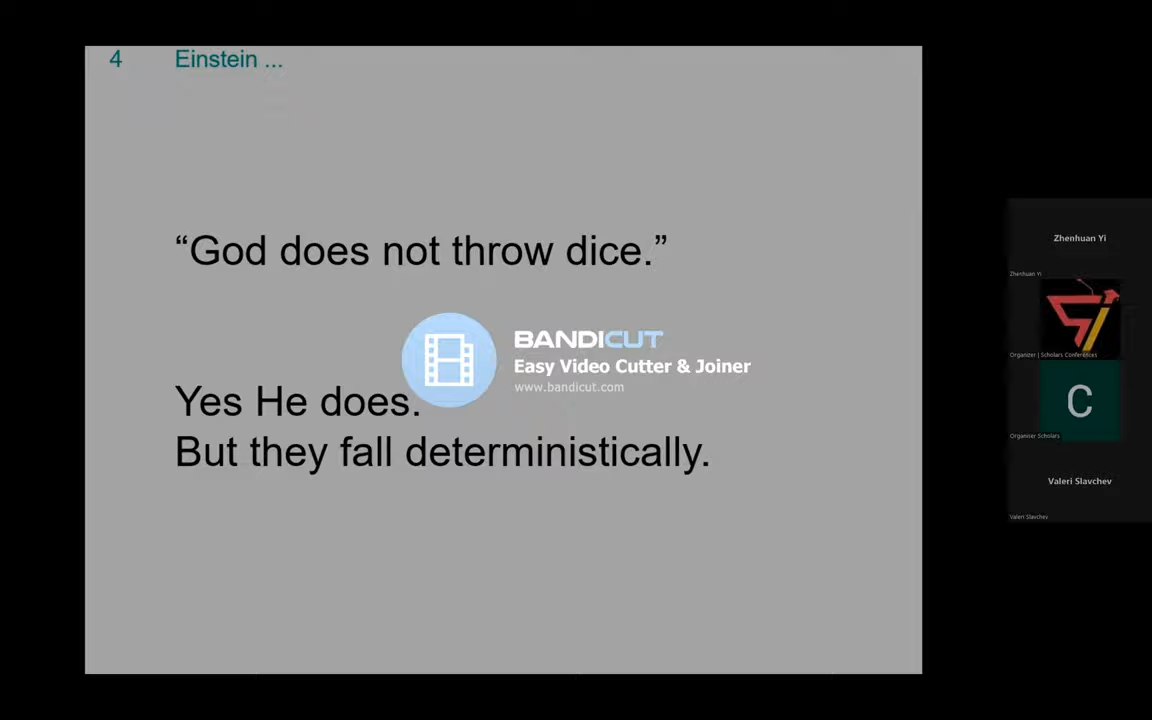 4 Einstein ...
“God does not throw dice.”
BANDICUT
Easy Video Cutter & Joiner
www.bandicut.com
Yes He does.
But they fall deterministically.
Zhenhuan Yi
Zhenhuan Yi
Organizer | Scholars Conferences
C
Organiser Scholars
Valeri Slavchev
Valeri Slavchev